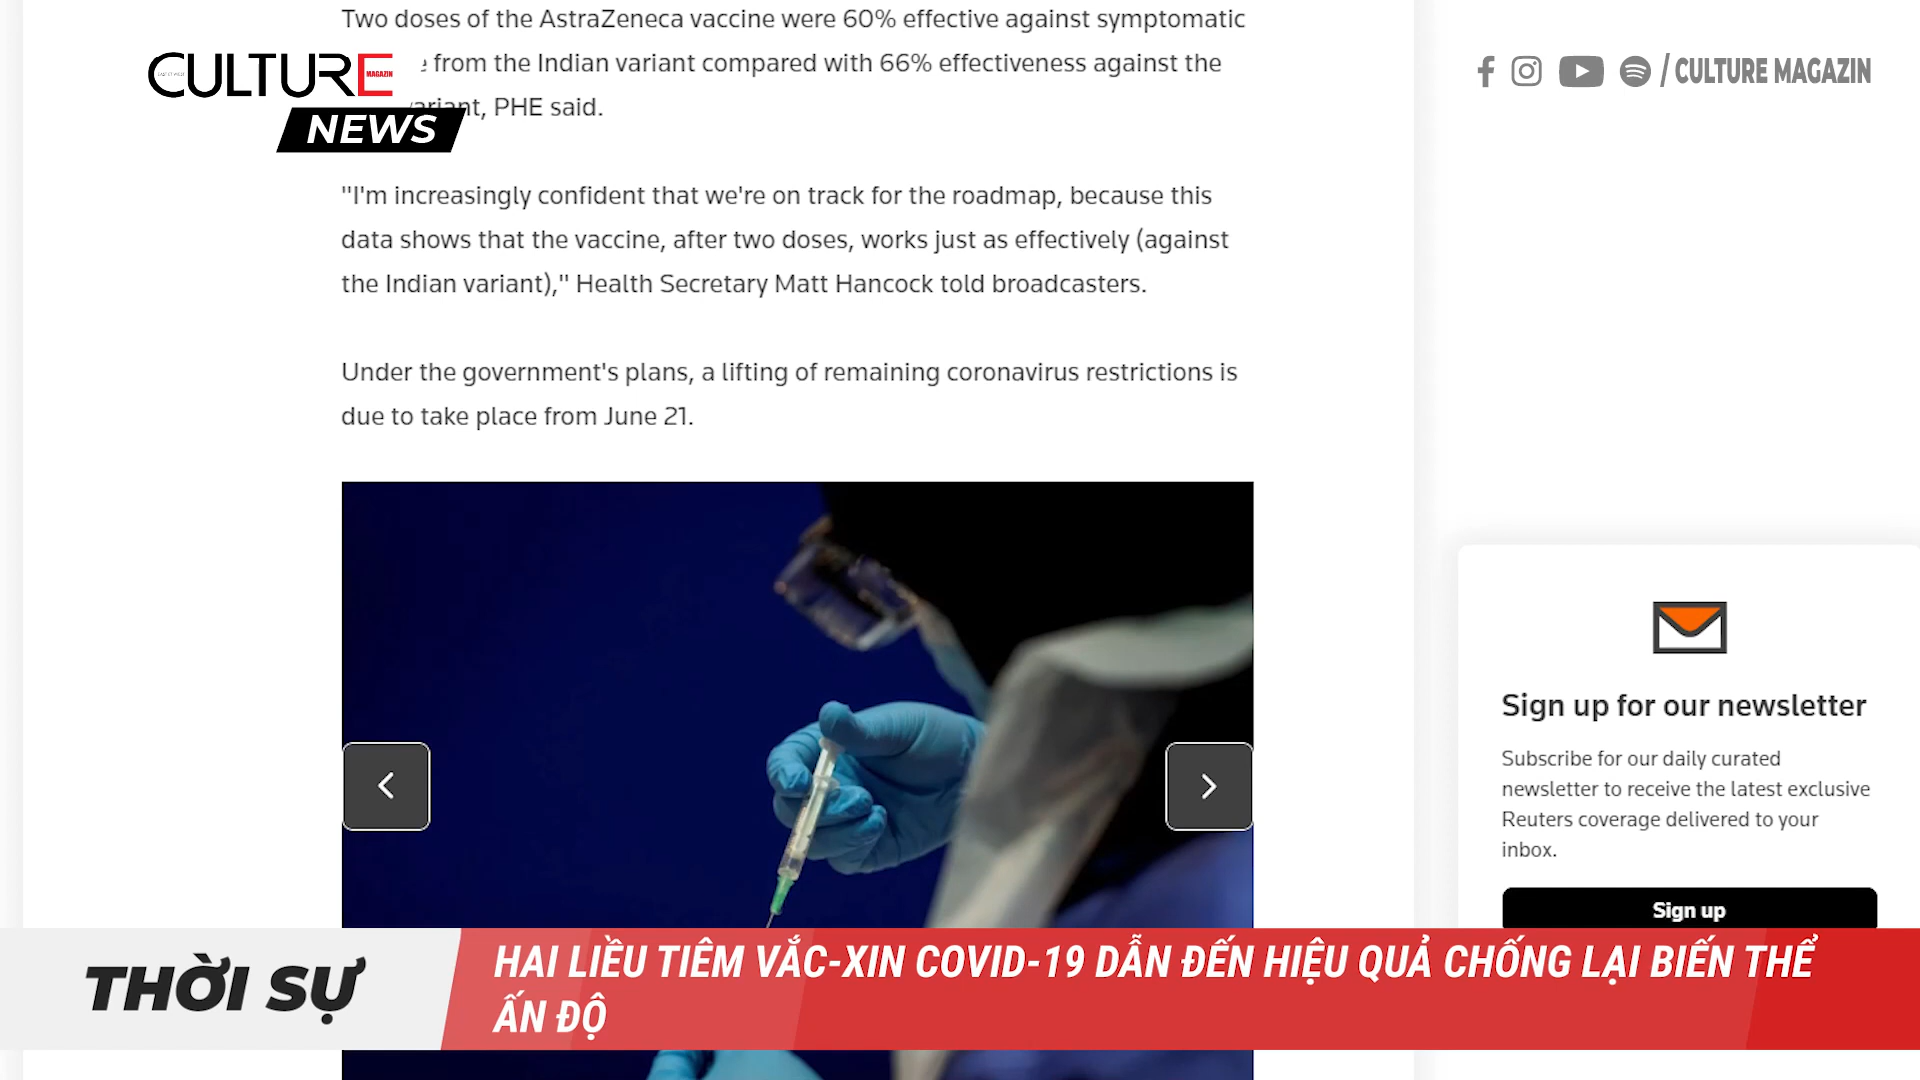 Two doses of the AstraZeneca vaccine were 60% effective against symptomatic
from the Indian variant compared with 66% effectiveness against the
variant, PHE said.
CULTURE
MAGAZIN
NEWS
/ CULTURE MAGAZIN
"I'm increasingly confident that we're on track for the roadmap, because this
data shows that the vaccine, after two doses, works just as effectively (against
the Indian variant)," Health Secretary Matt Hancock told broadcasters.
Under the government's plans, a lifting of remaining coronavirus restrictions is
due to take place from June 21.
Sign up for our newsletter
Subscribe for our daily curated
newsletter to receive the latest exclusive
Reuters coverage delivered to your
inbox.
Sign up
THỜI SỰ
HAI LIỀU TIÊM VẮC-XIN COVID-19 DẪN ĐẾN HIỆU QUẢ CHỐNG LẠI BIẾN THỂ
ẤN ĐỘ